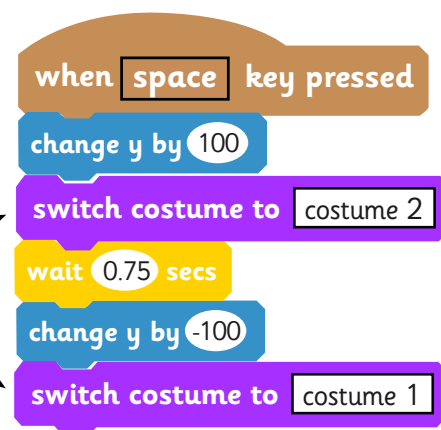 when space key pressed
change y by 100
switch costume to costume 2
wait 0.75 secs
change y by -100
switch costume to costume 1